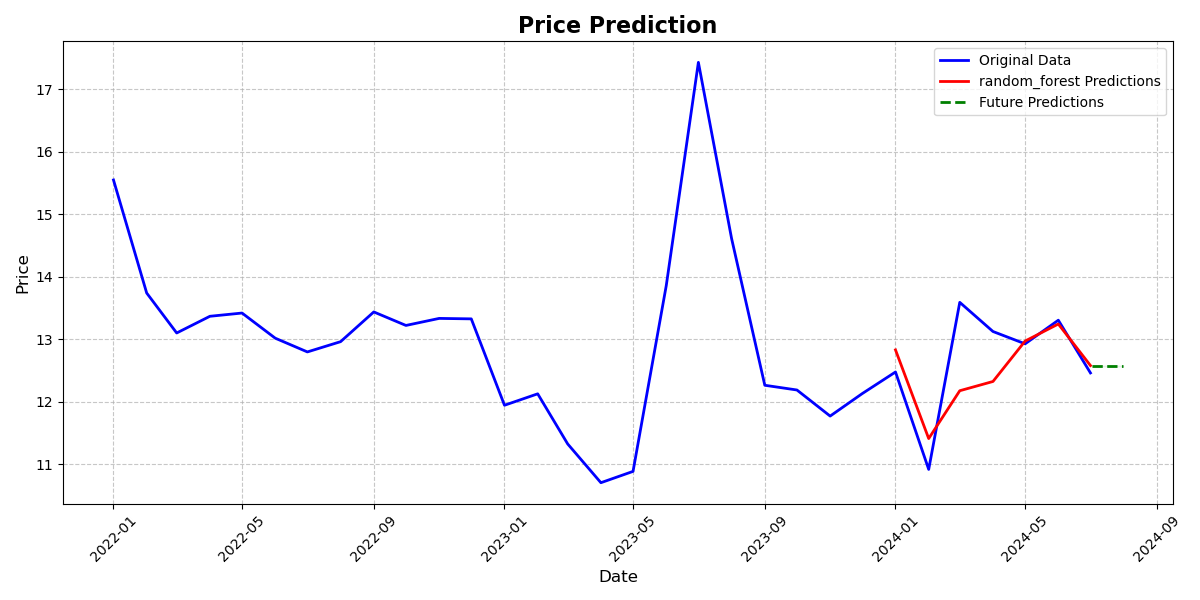 Price Prediction
Original Data
random_forest Predictions
Future Predictions
Price
17
16
15
14
13
12
11
2022-01
2022-05
2022-09
2023-01
2023-05
2023-09
2024-01
2024-05
2024-09
Date